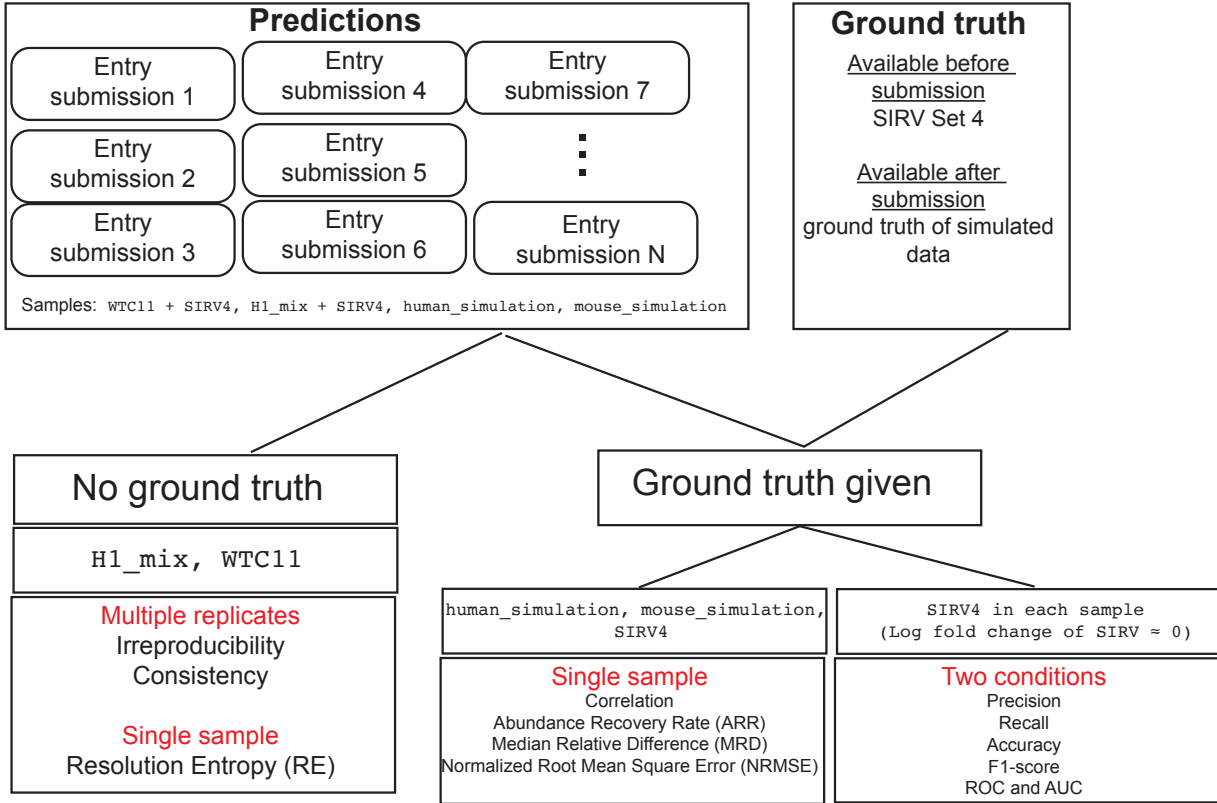 Predictions
Entry
submission 1
Entry
submission 4
Entry
submission 7
Entry
submission 2
Entry
submission 5
Entry
submission 3
Entry
submission 6
Entry
submission N
Samples: WTC11 + SIRV4, H1_mix + SIRV4, human_simulation, mouse_simulation
Ground truth
Available before
submission
SIRV Set 4
Available after
submission
ground truth of simulated
data
No ground truth
H1_mix, WTC11
Multiple replicates
Irreproducibility
Consistency
Single sample
Resolution Entropy (RE)
Ground truth given
human_simulation, mouse_simulation,
SIRV4
Single sample
Correlation
Abundance Recovery Rate (ARR)
Median Relative Difference (MRD)
Normalized Root Mean Square Error (NRMSE)
SIRV4 in each sample
(Log fold change of SIRV ≈ 0)
Two conditions
Precision
Recall
Accuracy
F1-score
ROC and AUC